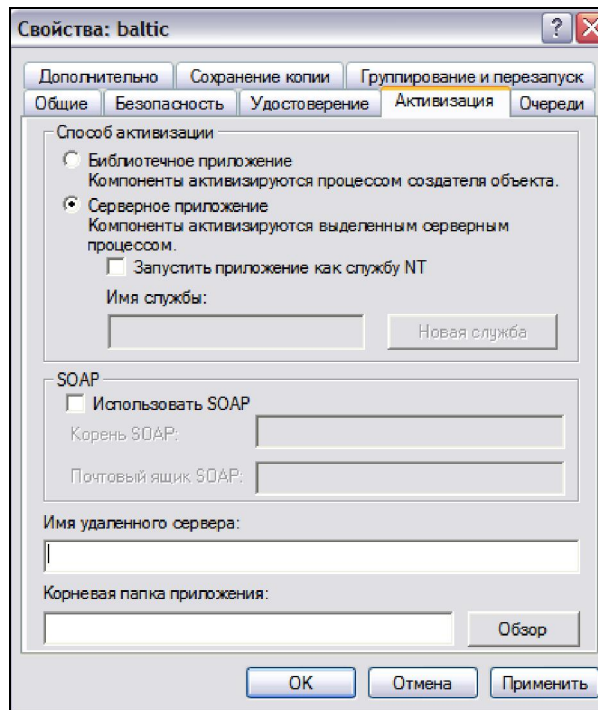 Свойства: baltic
Дополнительно Сохранение копии Группирование и перезапуск
Общие Безопасность Удостоверение Активизация Очереди
Способ активизации
Библиотечное приложение
Компоненты активизируются процессом создателя объекта.
Серверное приложение
Компоненты активизируются выделенным серверным
процессом.
Запустить приложение как службу NT
Имя службы:
Новая служба
SOAP
Использовать SOAP
Корень SOAP:
Почтовый ящик SOAP:
Имя удаленного сервера:
Корневая папка приложения:
Обзор
OK Отмена Применить